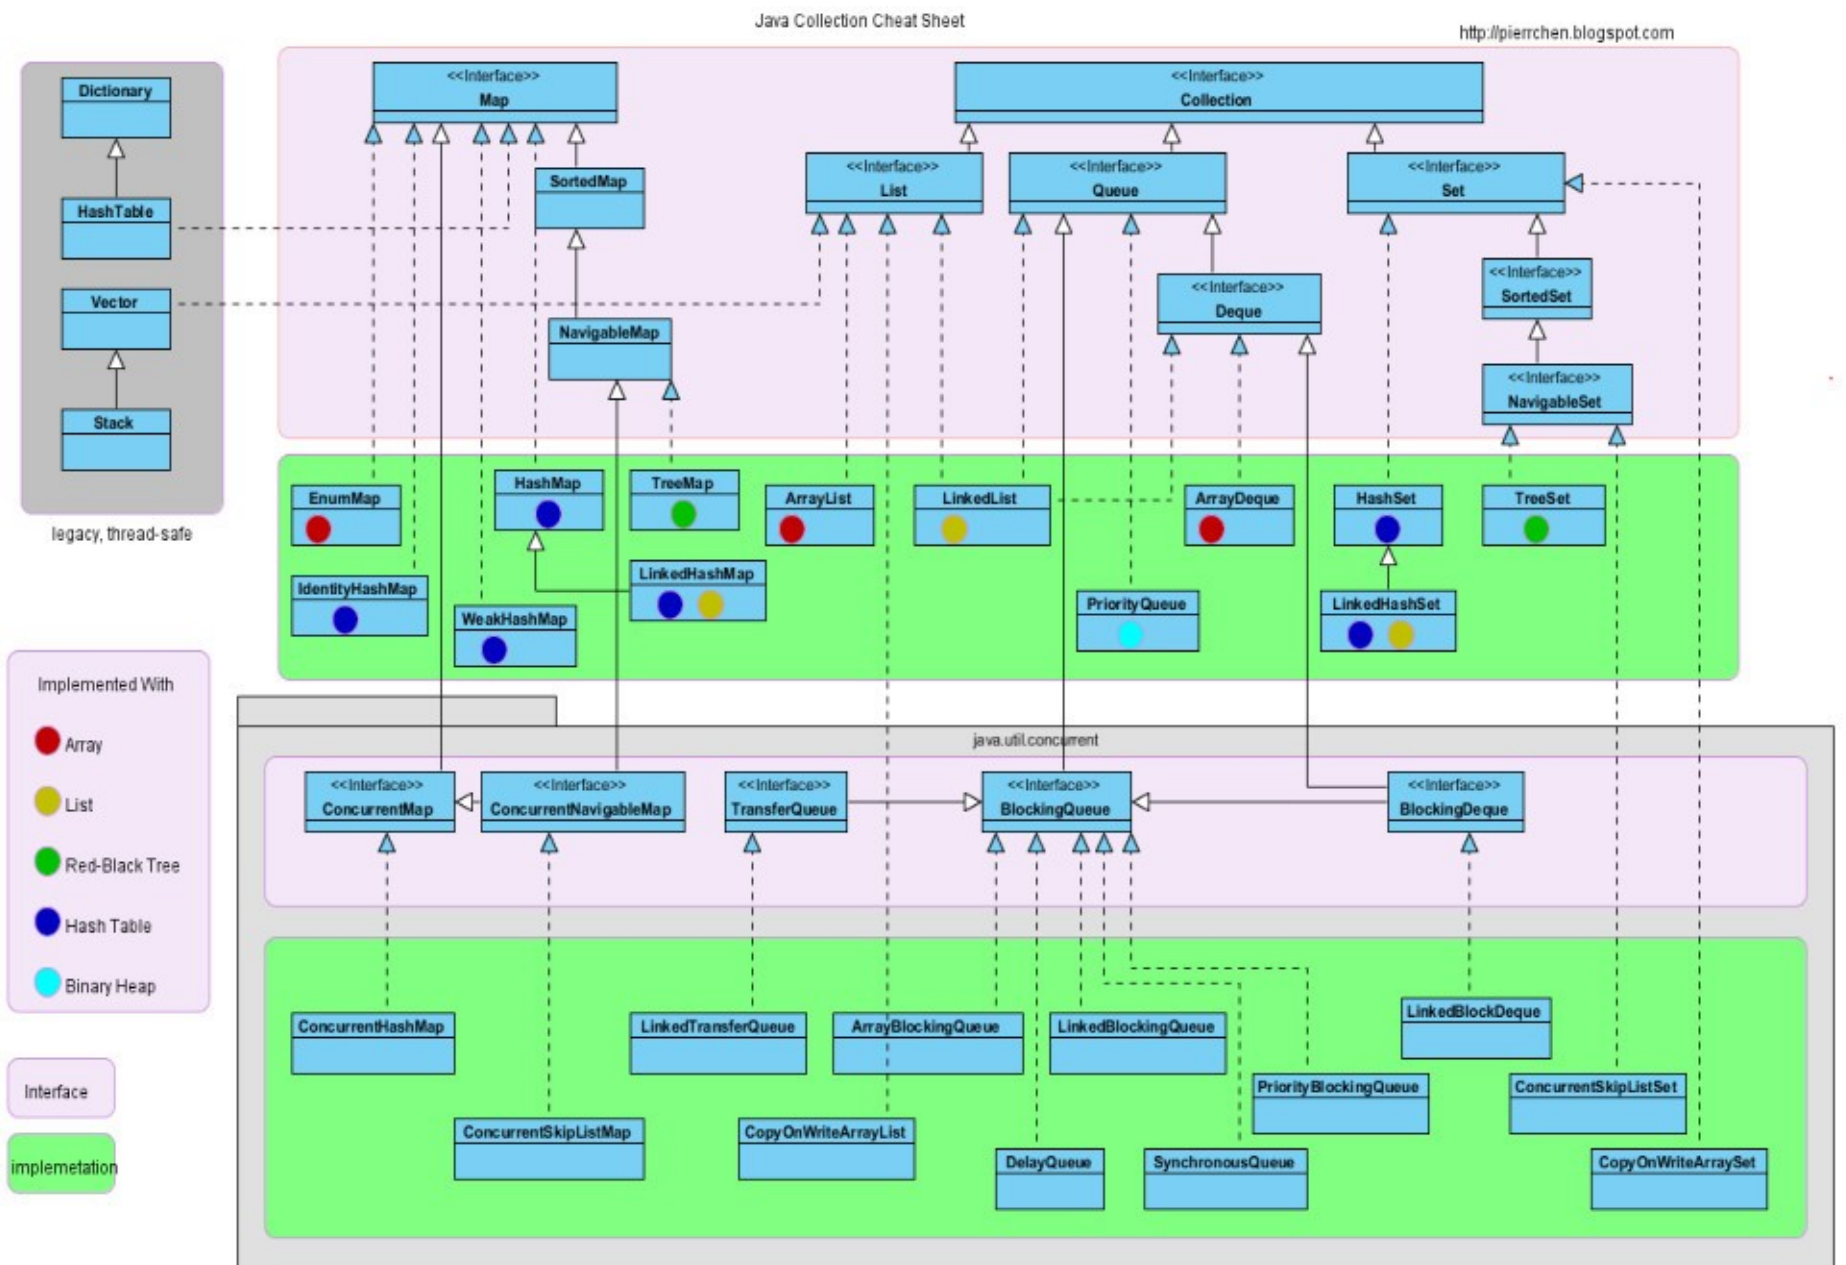 Java Collection Cheat Sheet
http://pierrchen.blogspot.com
Dictionary
HashTable
Vector
Stack
legacy, thread-safe
<<Interface>>
Map
SortedMap
NavigableMap
<<Interface>>
Collection
<<Interface>>
List
<<Interface>>
Queue
<<Interface>>
Set
<<Interface>>
Deque
<<Interface>>
SortedSet
<<Interface>>
NavigableSet
EnumMap
HashMap
TreeMap
ArrayList
LinkedList
ArrayDeque
HashSet
TreeSet
IdentityHashMap
WeakHashMap
LinkedHashMap
PriorityQueue
LinkedHashSet
Implemented With
Array
List
Red-Black Tree
Hash Table
Binary Heap
Interface
implemetation
java.util.concurrent
<<Interface>>
ConcurrentMap
<<Interface>>
ConcurrentNavigableMap
<<Interface>>
TransferQueue
<<Interface>>
BlockingQueue
<<Interface>>
BlockingDeque
ConcurrentHashMap
LinkedTransferQueue
ArrayBlockingQueue
LinkedBlockingQueue
LinkedBlockDeque
PriorityBlockingQueue
ConcurrentSkipListSet
ConcurrentSkipListMap
CopyOnWriteArrayList
DelayQueue
SynchronousQueue
CopyOnWriteArraySet